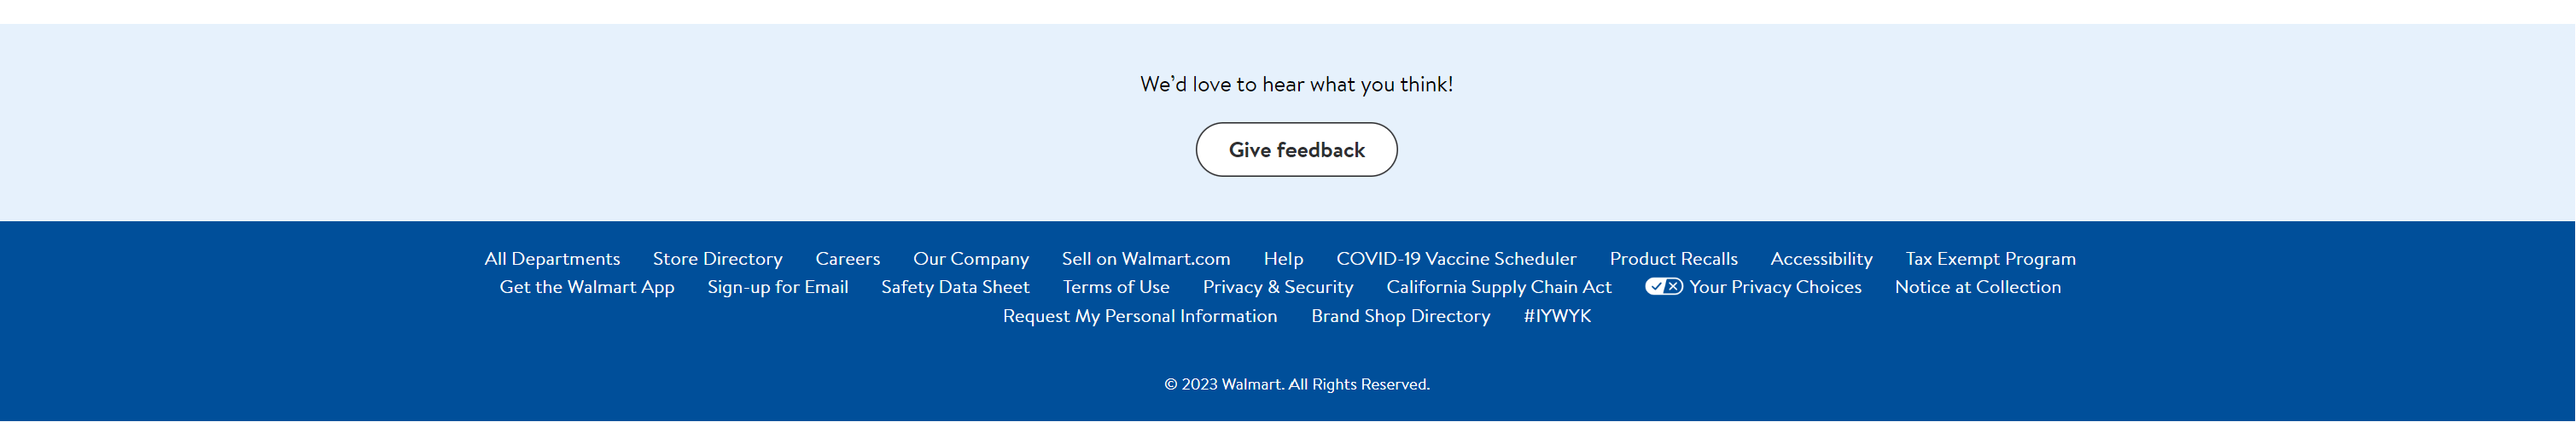 We’d love to hear what you think!
Give feedback
All Departments Store Directory Careers Our Company Sell on Walmart.com Help COVID-19 Vaccine Scheduler Product Recalls Accessibility Tax Exempt Program
Get the Walmart App Sign-up for Email Safety Data Sheet Terms of Use Privacy & Security California Supply Chain Act Your Privacy Choices Notice at Collection
Request My Personal Information Brand Shop Directory #IYWYK
© 2023 Walmart. All Rights Reserved.